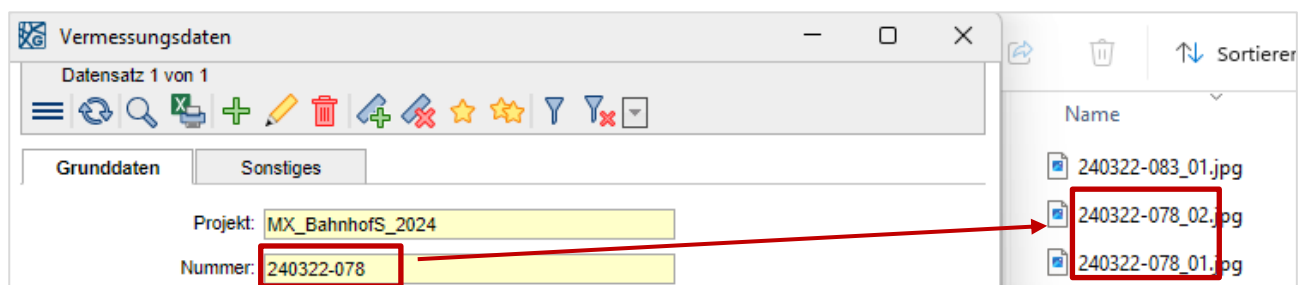 Vermessungsdaten
Datensatz 1 von 1
Grunddaten Sonstiges
Projekt: MX_BahnhofS_2024
Nummer: 240322-078
Sortieren
Name
240322-083_01.jpg
240322-078_02.jpg
240322-078_01.jpg